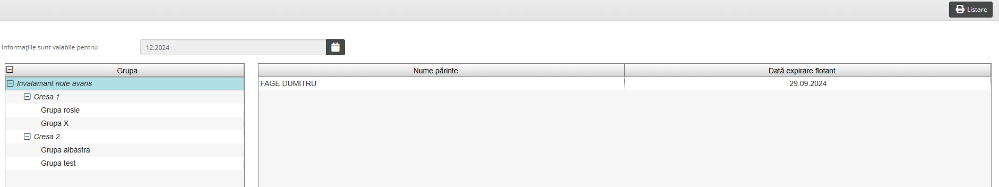 Listare
Informațiile sunt valabile pentru:
12.2024
Grupa
Invatamant note avans
Cresa 1
Grupa rosie
Grupa X
Cresa 2
Grupa albastra
Grupa test
Nume părinte Dată expirare flotant
FAGE DUMITRU 29.09.2024